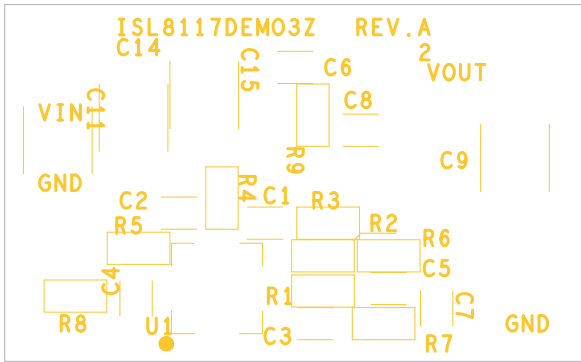 ISL8117DEMO3Z REV.A
C14
2
C15
C6
VOUT
C11
C8
VIN
R9
C9
GND
R4
C2
C1
R3
R5
R2
R6
C4
C5
R1
C7
R8
U1
GND
C3
R7